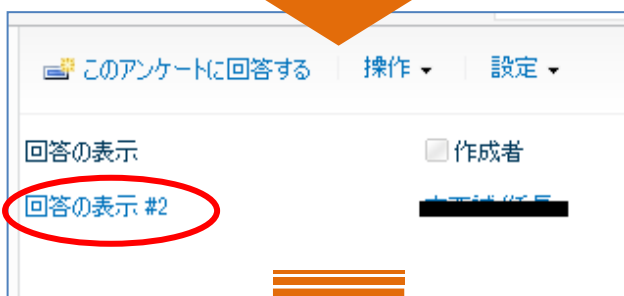 このアンケートに回答する 操作 設定
回答の表示 作成者
回答の表示 #2